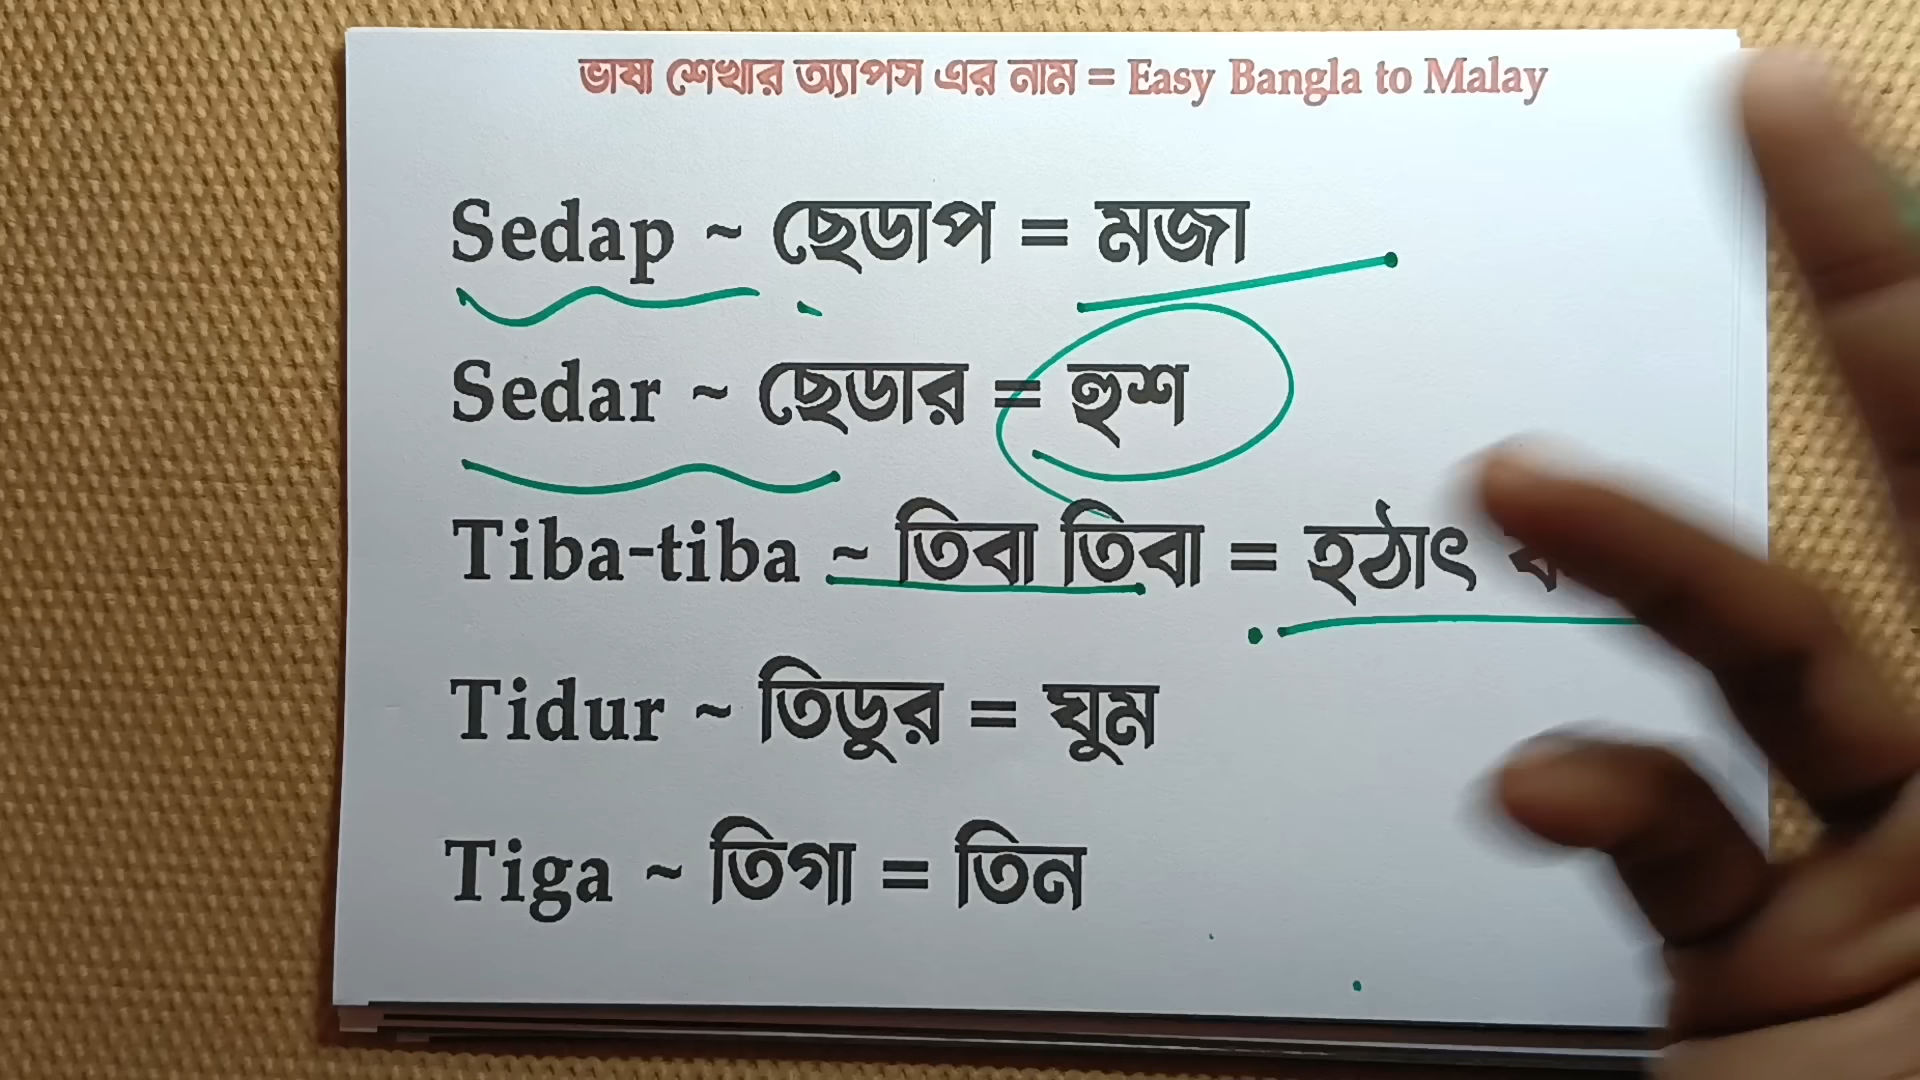 ভাষা শেখার অ্যাপস এর নাম = Easy Bangla to Malay
Sedap ~ ছেডাপ = মজা
Sedar ~ ছেডার = হুশ
Tiba-tiba ~ তিবা তিবা = হঠাৎ
Tidur ~ তিডুর = ঘুম
Tiga ~ তিগা = তিন